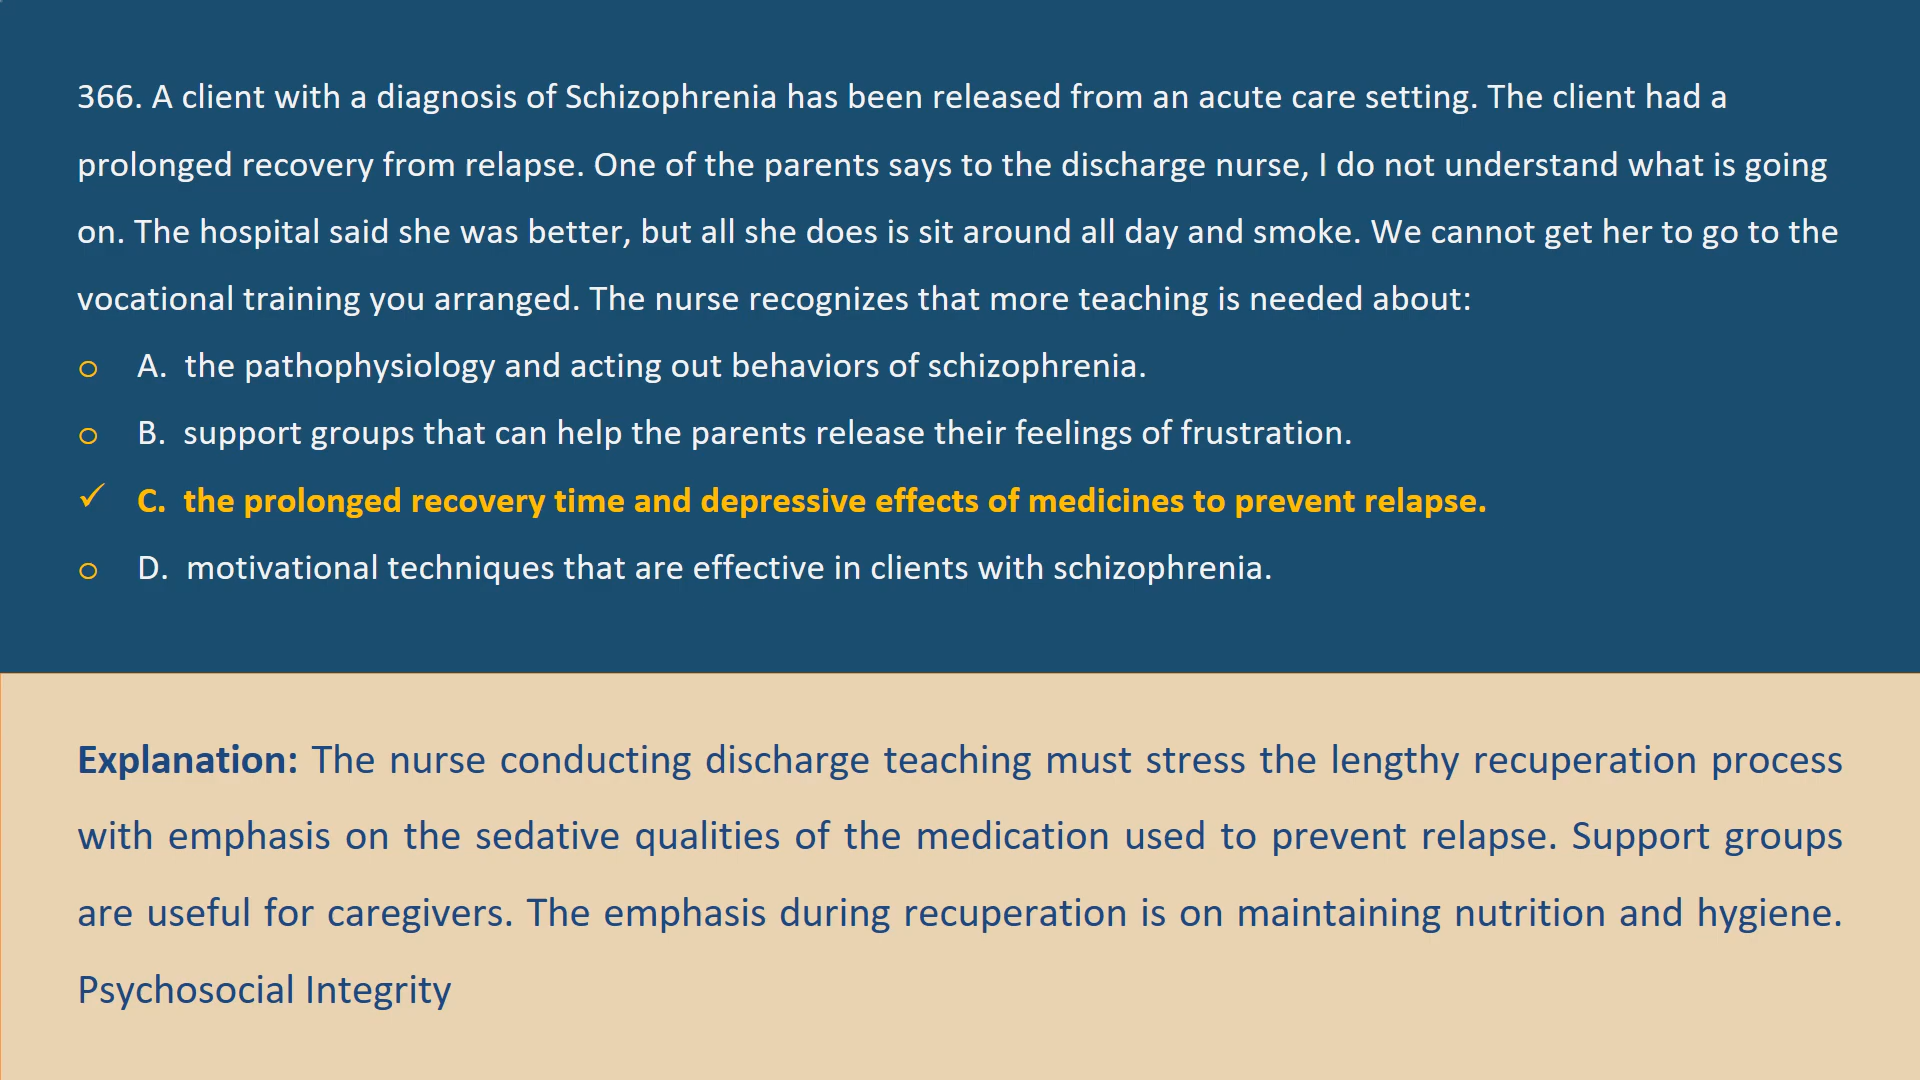 366. A client with a diagnosis of Schizophrenia has been released from an acute care setting. The client had a
prolonged recovery from relapse. One of the parents says to the discharge nurse, I do not understand what is going
on. The hospital said she was better, but all she does is sit around all day and smoke. We cannot get her to go to the
vocational training you arranged. The nurse recognizes that more teaching is needed about:
A. the pathophysiology and acting out behaviors of schizophrenia.
B. support groups that can help the parents release their feelings of frustration.
C. the prolonged recovery time and depressive effects of medicines to prevent relapse.
D. motivational techniques that are effective in clients with schizophrenia.
Explanation: The nurse conducting discharge teaching must stress the lengthy recuperation process
with emphasis on the sedative qualities of the medication used to prevent relapse. Support groups
are useful for caregivers. The emphasis during recuperation is on maintaining nutrition and hygiene.
Psychosocial Integrity